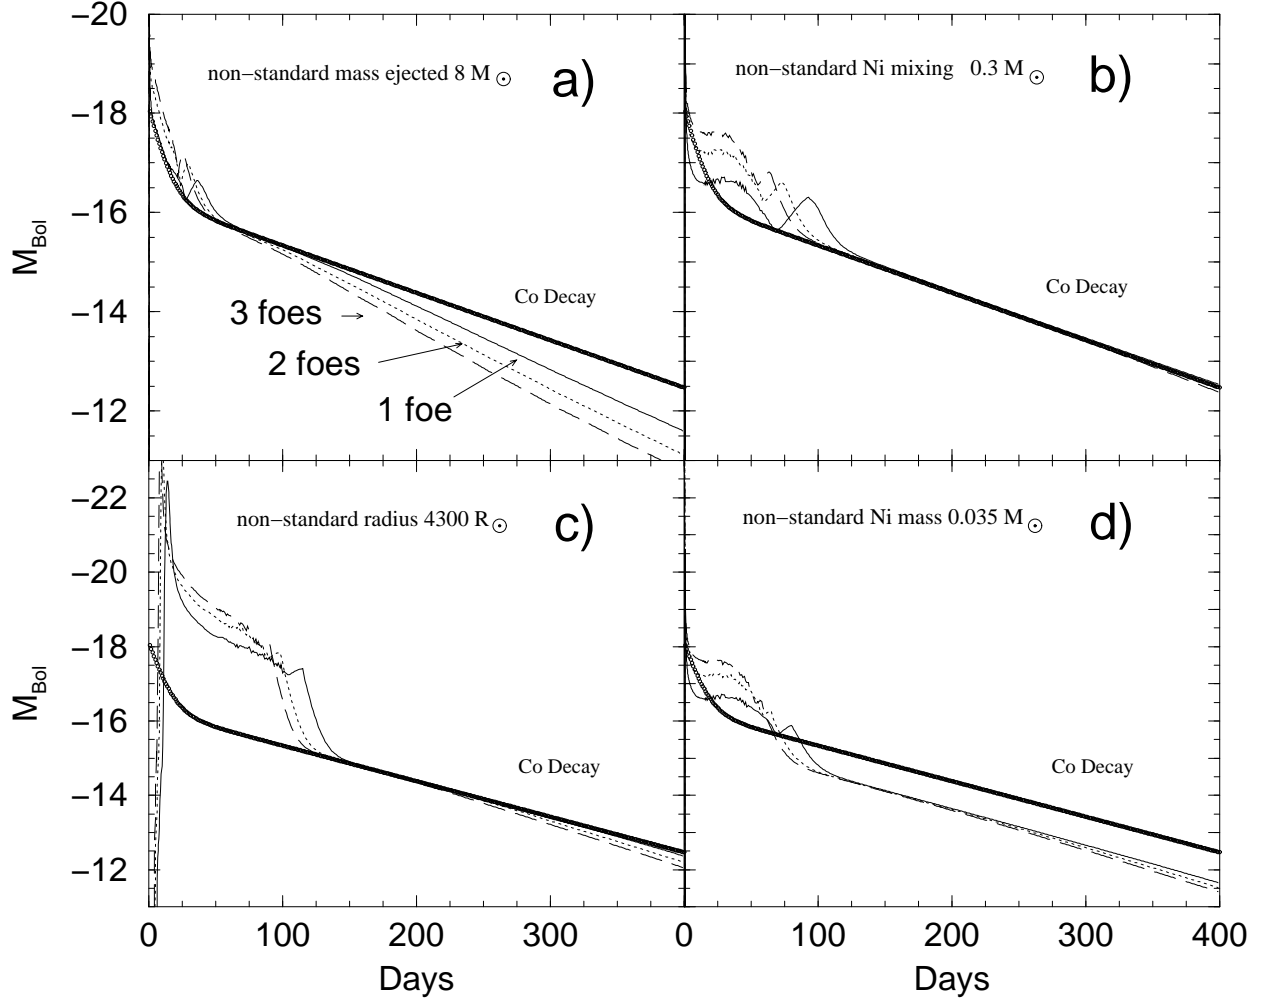 −20
−18
−16
−14
−12
M_Bol
non−standard mass ejected 8 M⊙
a)
Co Decay
3 foes
2 foes
1 foe
non−standard Ni mixing 0.3 M⊙
b)
Co Decay
−22
−20
−18
−16
−14
−12
M_Bol
non−standard radius 4300 R⊙
c)
Co Decay
non−standard Ni mass 0.035 M⊙
d)
Co Decay
0 100 200 300 0 100 200 300 400
Days Days